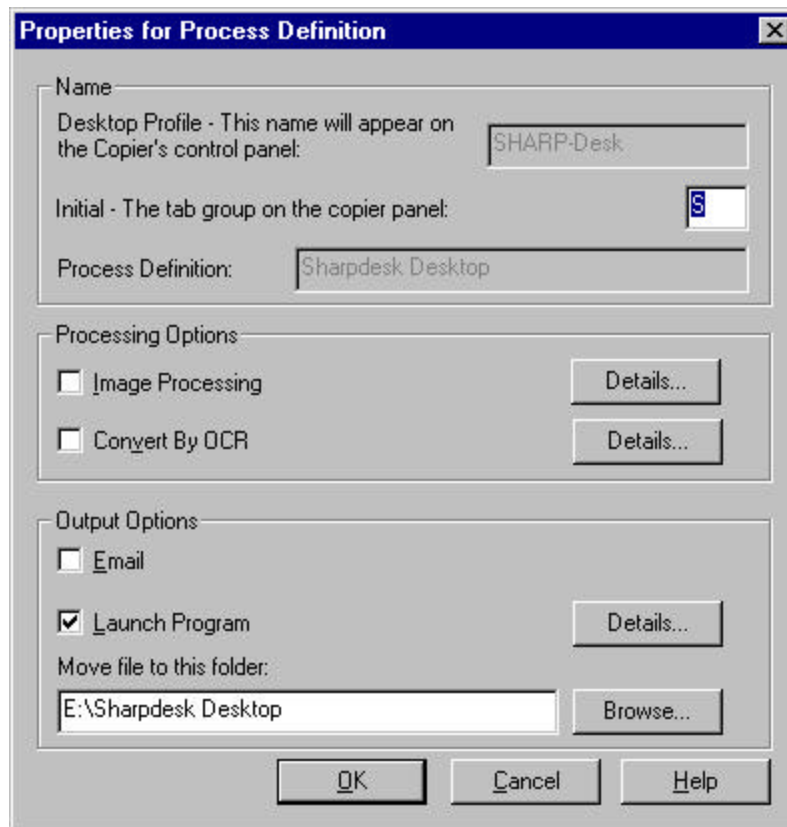 Properties for Process Definition
Name
Desktop Profile - This name will appear on
the Copier's control panel:
SHARP-Desk
Initial - The tab group on the copier panel:
S
Process Definition:
Sharpdesk Desktop
Processing Options
Image Processing
Details...
Convert By OCR
Details...
Output Options
Email
Launch Program
Details...
Move file to this folder:
E:\Sharpdesk Desktop
Browse...
OK
Cancel
Help